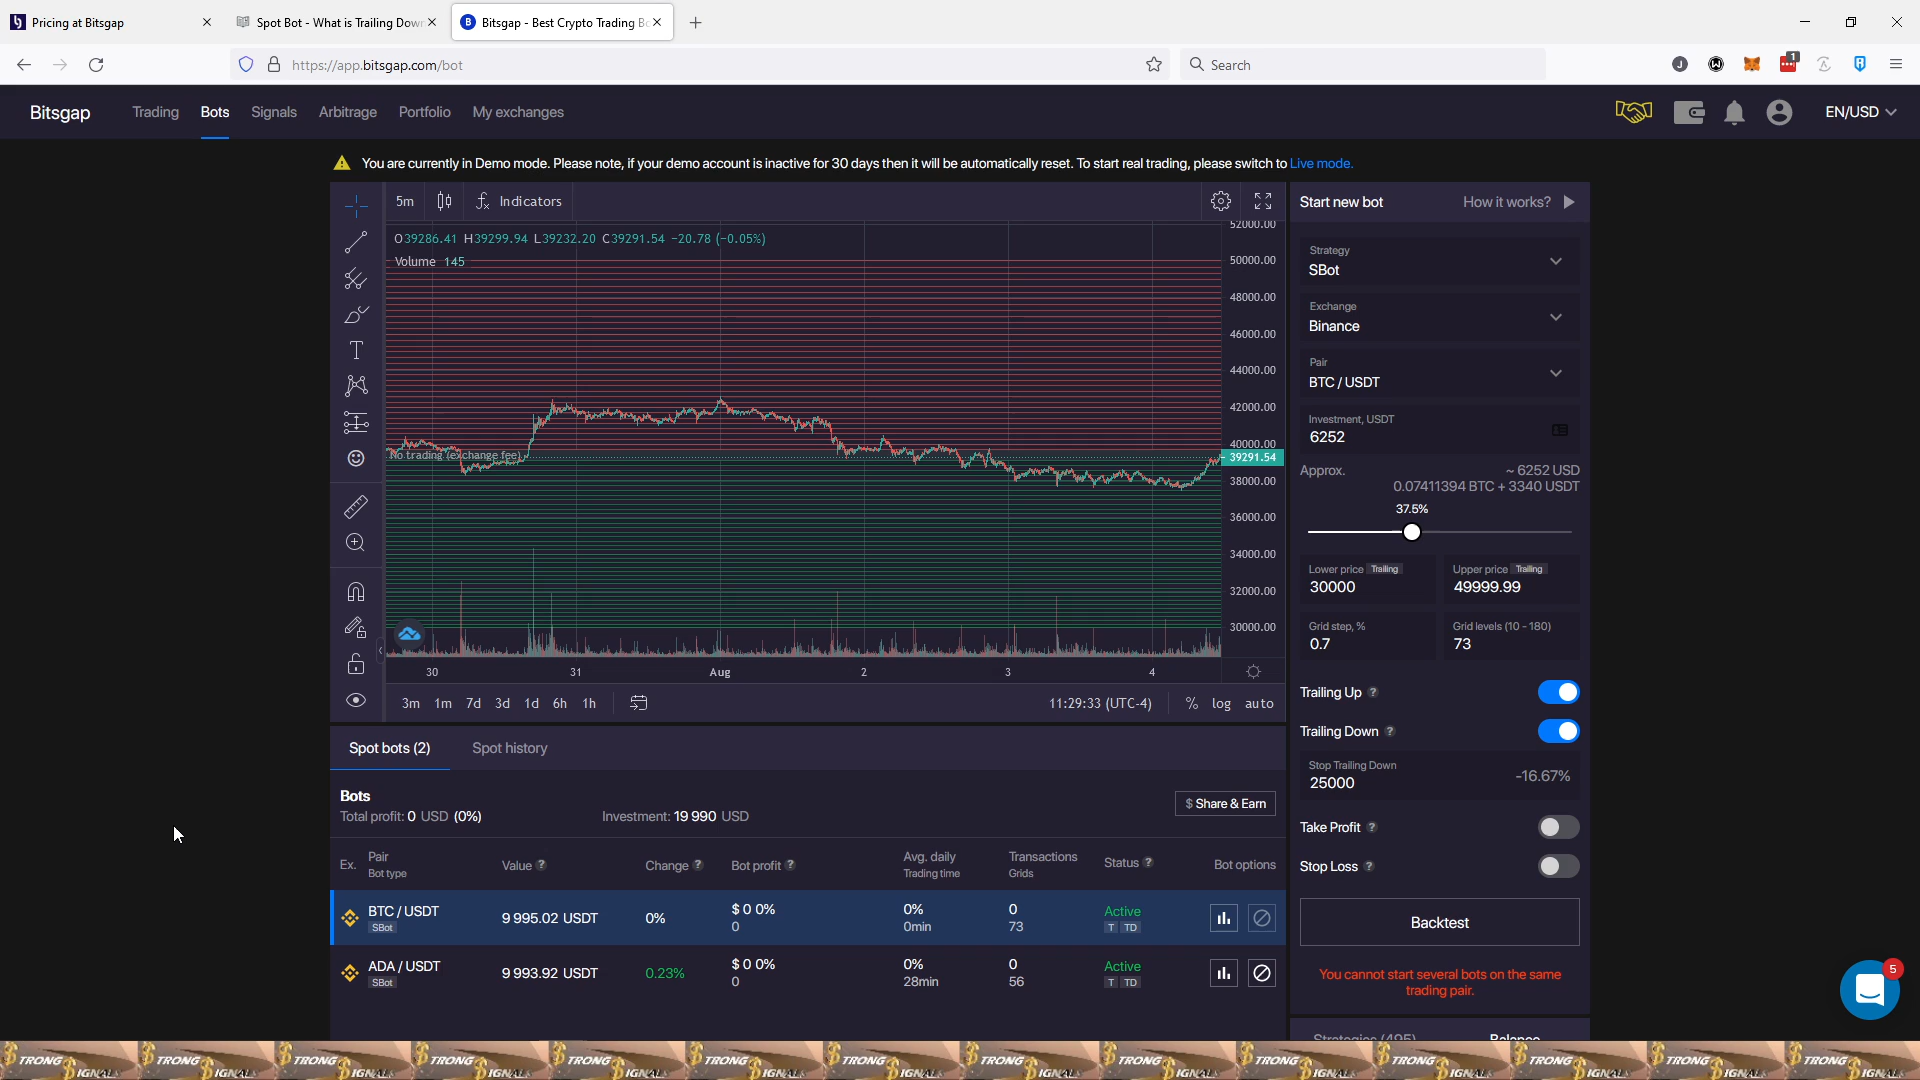 Pricing at Bitsgap
Spot Bot - What is Trailing Down
Bitsgap - Best Crypto Trading Bo
https://app.bitsgap.com/bot
Search
1
Bitsgap
Trading
Bots
Signals
Arbitrage
Portfolio
My exchanges
EN/USD
You are currently in Demo mode. Please note, if your demo account is inactive for 30 days then it will be automatically reset. To start real trading, please switch to Live mode.
5m
Indicators
O39286.41 H39299.94 L39232.20 C39291.54 -20.78 (-0.05%)
Volume 145
No trading (exchange fee)
52000.00
50000.00
48000.00
46000.00
44000.00
42000.00
40000.00
39291.54
38000.00
36000.00
34000.00
32000.00
30000.00
30 31 Aug 2 3 4
3m 1m 7d 3d 1d 6h 1h
11:29:33 (UTC-4)
% log auto
Start new bot
How it works?
Strategy
SBot
Exchange
Binance
Pair
BTC / USDT
Investment, USDT
6252
Approx.
~ 6252 USD
0.07411394 BTC + 3340 USDT
37.5%
Lower price Trailing
30000
Upper price Trailing
49999.99
Grid step, %
0.7
Grid levels (10 - 180)
73
Trailing Up ?
Trailing Down ?
Stop Trailing Down
25000
-16.67%
Take Profit ?
Stop Loss ?
Backtest
You cannot start several bots on the same
trading pair.
Strategies (495)
Balance
5
Spot bots (2)
Spot history
Bots
Total profit: 0 USD (0%)
Investment: 19 990 USD
$ Share & Earn
Ex.
Pair
Bot type
Value ?
Change ?
Bot profit ?
Avg. daily
Trading time
Transactions
Grids
Status ?
Bot options
BTC / USDT
SBot
9 995.02 USDT
0%
$ 0 0%
0
0%
0min
0
73
Active
T TD
ADA / USDT
SBot
9 993.92 USDT
0.23%
$ 0 0%
0
0%
28min
0
56
Active
T TD